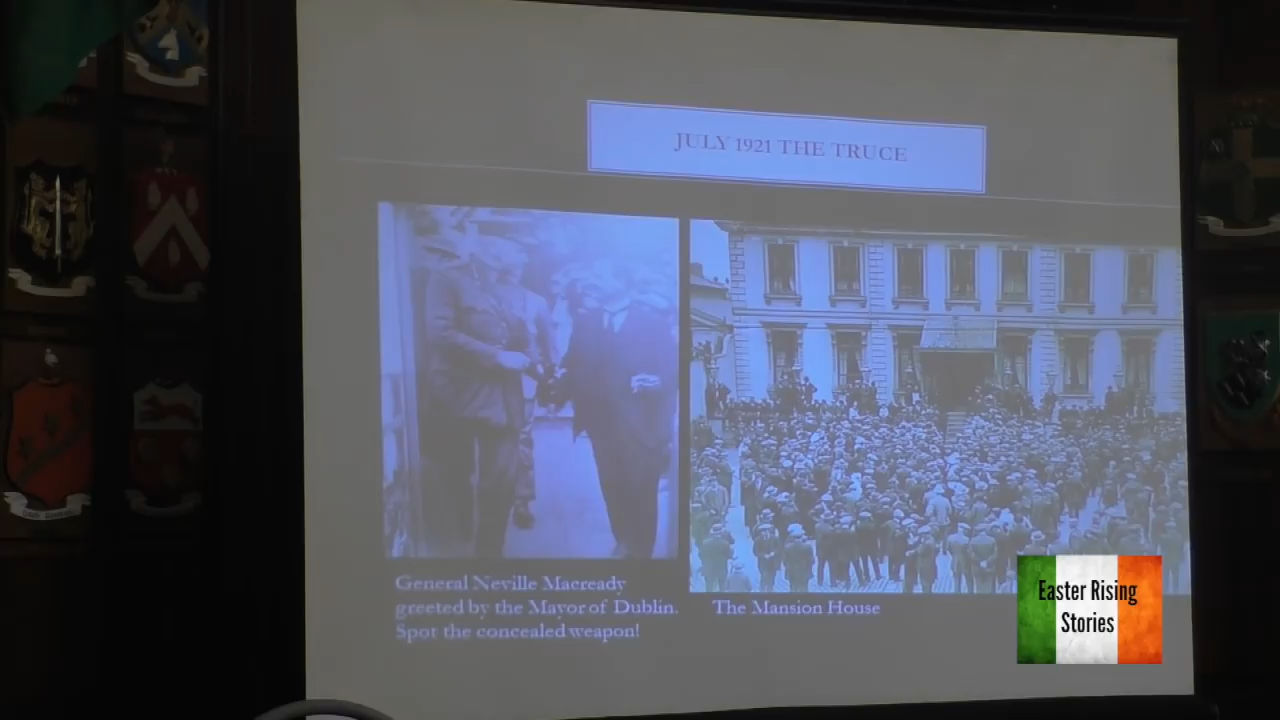 JULY 1921 THE TRUCE
General Neville Macready
greeted by the Mayor of Dublin.
Spot the concealed weapon!
The Mansion House
Easter Rising
Stories